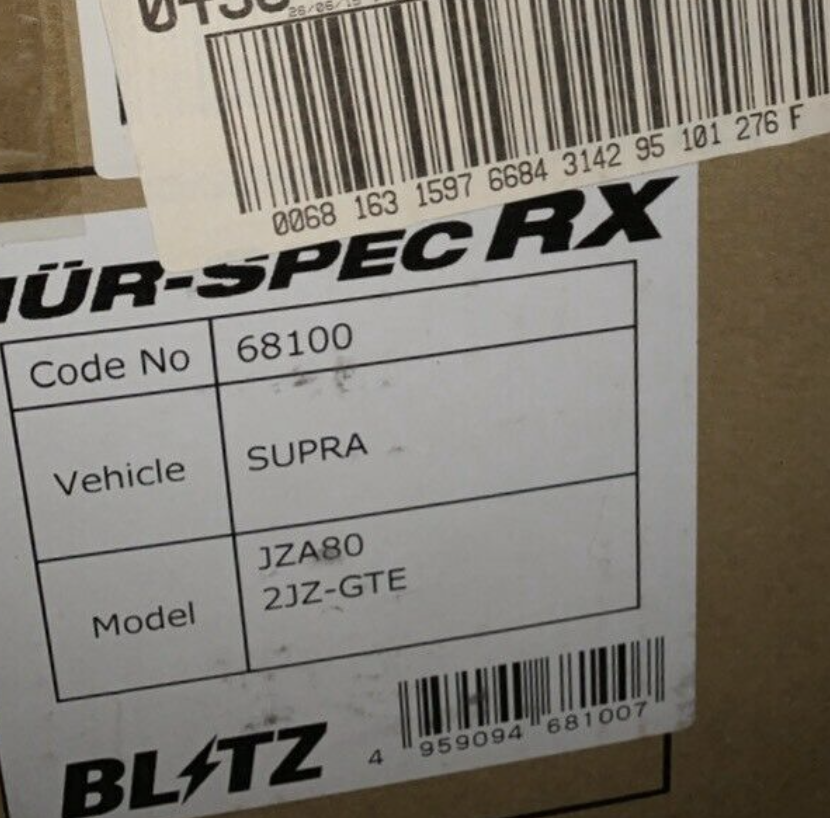 0068 163 1597 6684 3142 95 101 276 F
ÜR-SPEC RX
Code No 68100
Vehicle SUPRA
Model JZA80
2JZ-GTE
BLITZ
4 959094 681007